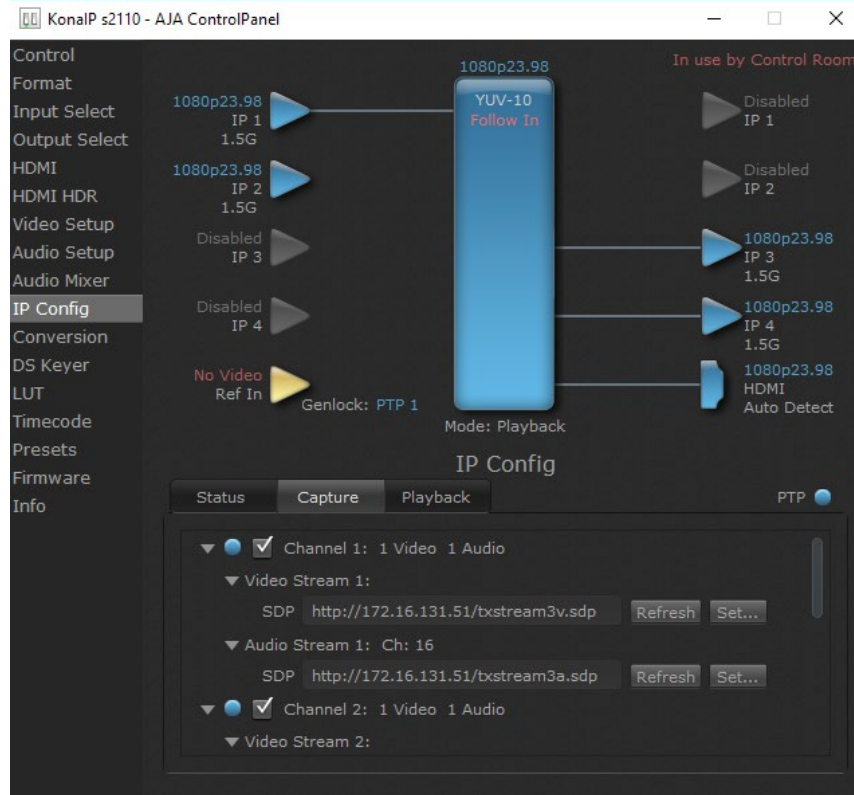 KonaIP s2110 - AJA ControlPanel
Control
Format
Input Select
Output Select
HDMI
HDMI HDR
Video Setup
Audio Setup
Audio Mixer
IP Config
Conversion
DS Keyer
LUT
Timecode
Presets
Firmware
Info
1080p23.98
In use by Control Room
1080p23.98
IP 1
1.5G
1080p23.98
IP 2
1.5G
Disabled
IP 3
Disabled
IP 4
No Video
Ref In
Genlock: PTP 1
YUV-10
Follow In
Mode: Playback
Disabled
IP 1
Disabled
IP 2
1080p23.98
IP 3
1.5G
1080p23.98
IP 4
1.5G
1080p23.98
HDMI
Auto Detect
IP Config
Status Capture Playback PTP
Channel 1: 1 Video 1 Audio
Video Stream 1:
SDP http://172.16.131.51/txstream3v.sdp Refresh Set...
Audio Stream 1: Ch: 16
SDP http://172.16.131.51/txstream3a.sdp Refresh Set...
Channel 2: 1 Video 1 Audio
Video Stream 2: